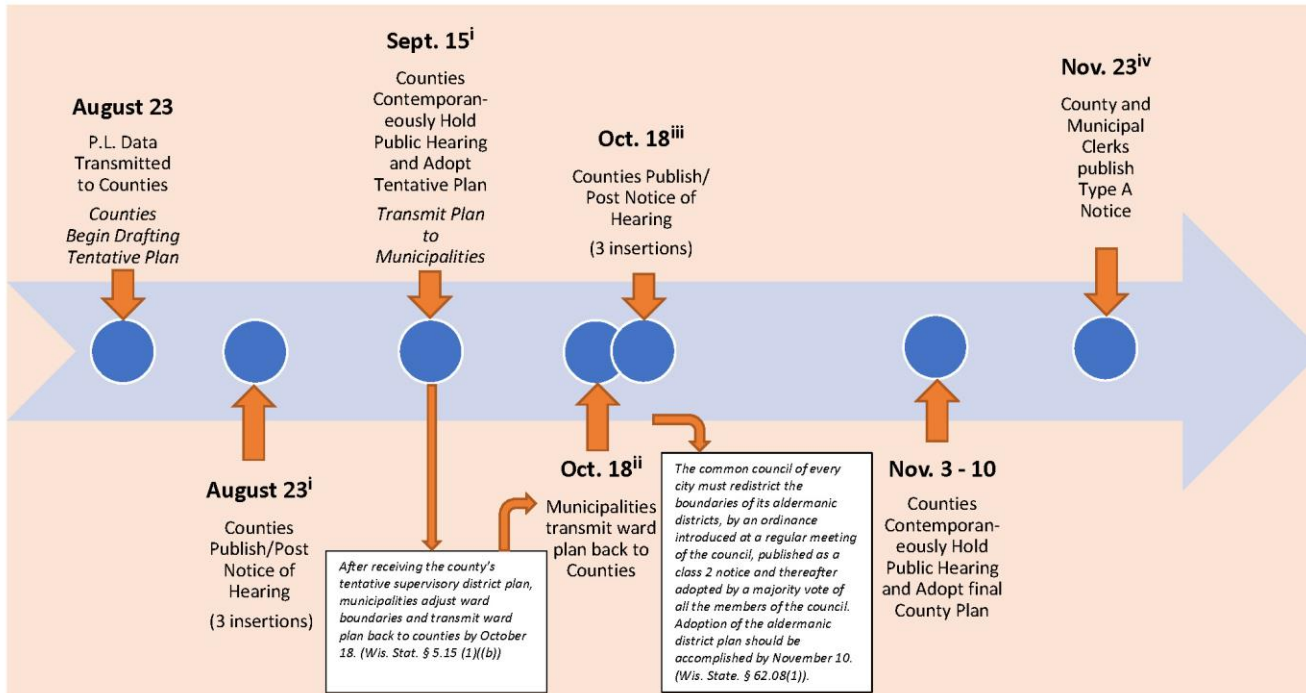 August 23
P.L. Data
Transmitted
to Counties
Counties
Begin Drafting
Tentative Plan
August 23i
Counties
Publish/Post
Notice of
Hearing
(3 insertions)
Sept. 15i
Counties
Contemporan-
eously Hold
Public Hearing
and Adopt
Tentative Plan
Transmit Plan
to
Municipalities
After receiving the county's
tentative supervisory district plan,
municipalities adjust ward
boundaries and transmit ward
plan back to counties by October
18. (Wis. Stat. § 5.15 (1)((b))
Oct. 18ii
Municipalities
transmit ward
plan back to
Counties
Oct. 18iii
Counties Publish/
Post Notice of
Hearing
(3 insertions)
The common council of every
city must redistrict the
boundaries of its aldermanic
districts, by an ordinance
introduced at a regular meeting
of the council, published as a
class 2 notice and thereafter
adopted by a majority vote of
all the members of the council.
Adoption of the aldermanic
district plan should be
accomplished by November 10.
(Wis. State. § 62.08(1)).
Nov. 3 - 10
Counties
Contemporan-
eously Hold
Public Hearing
and Adopt final
County Plan
Nov. 23iv
County and
Municipal
Clerks
publish
Type A
Notice